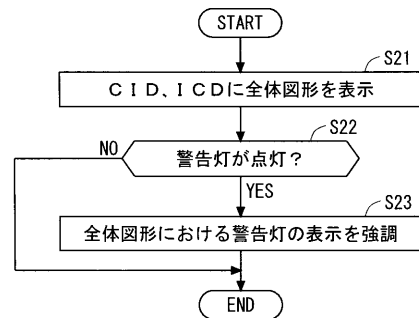 START
S21
CID、ICDに全体図形を表示
S22
NO
警告灯が点灯？
YES
S23
全体図形における警告灯の表示を強調
END